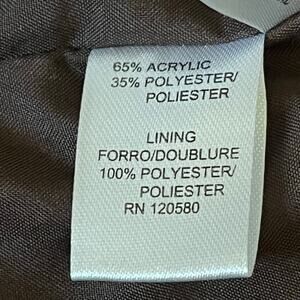 65% ACRYLIC
35% POLYESTER/
POLIESTER
LINING
FORRO/DOUBLURE
100% POLYESTER/
POLIESTER
RN 120580